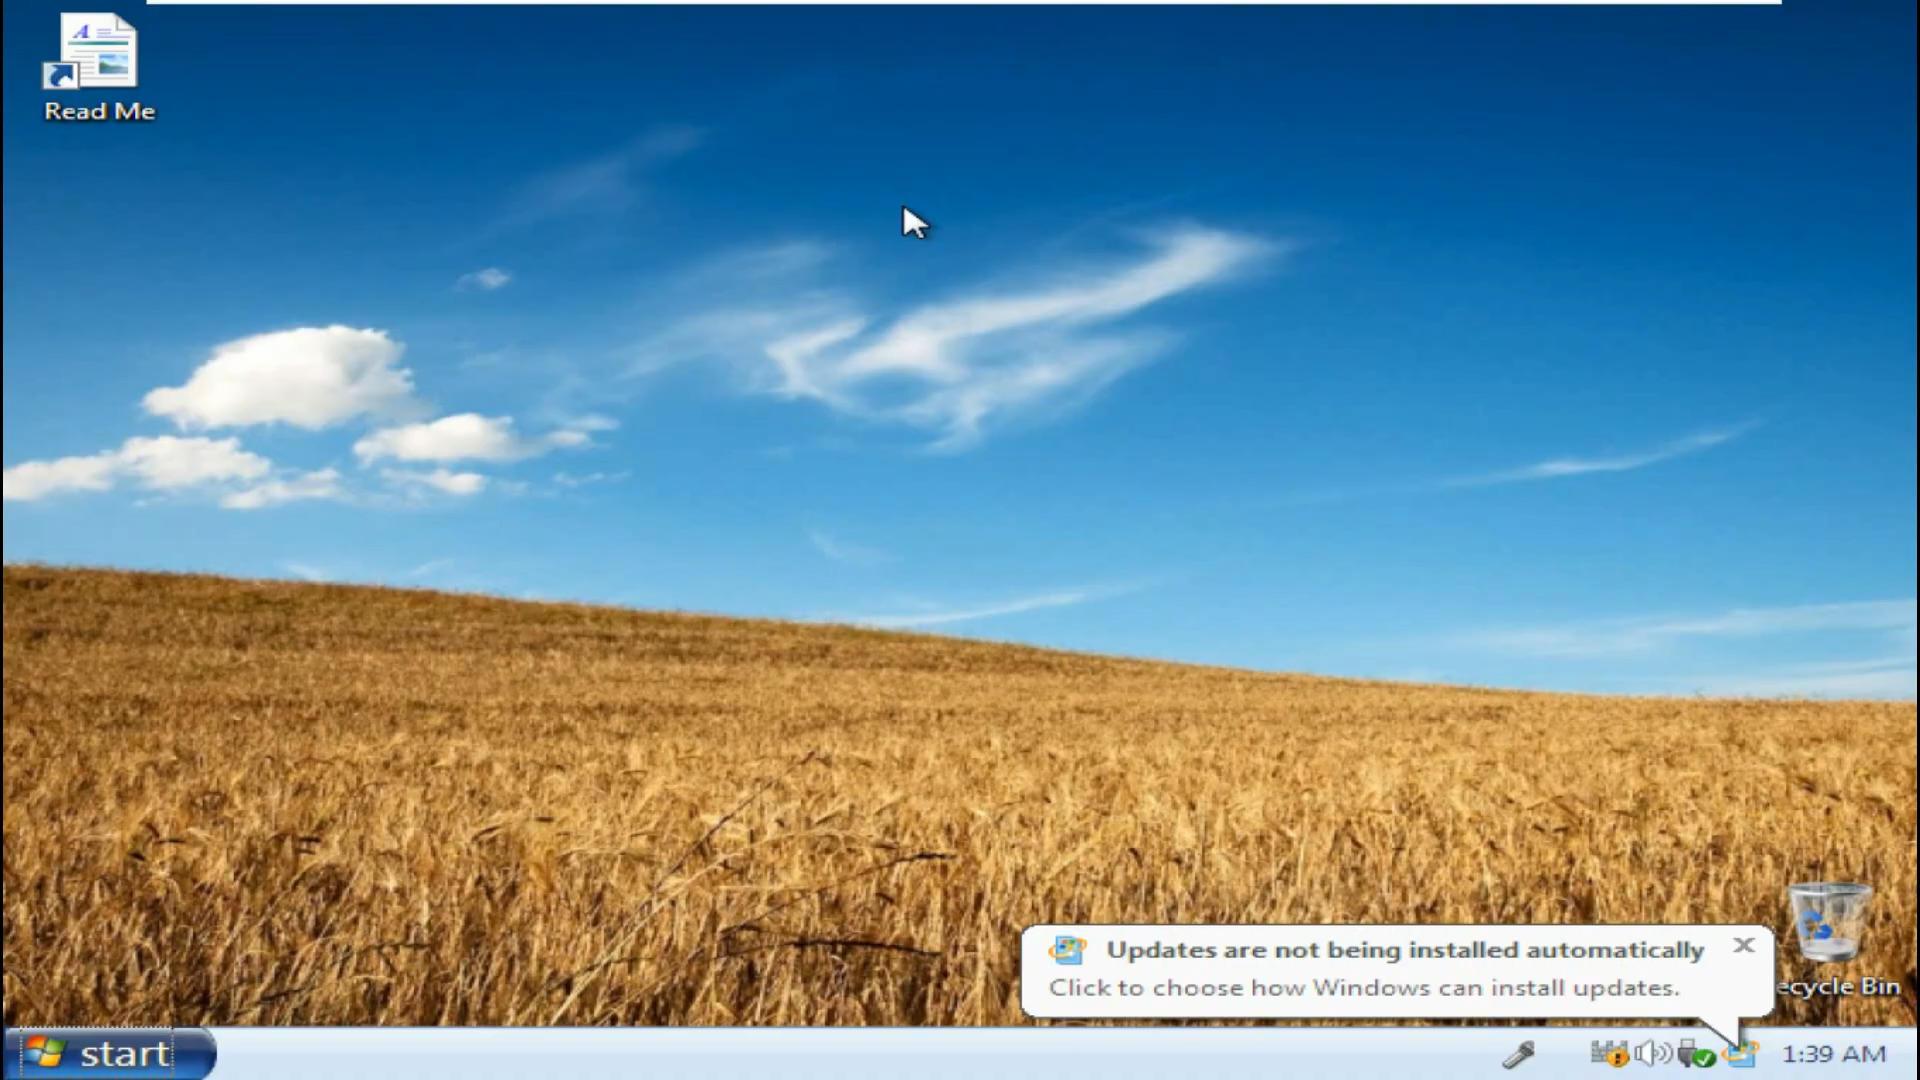 Read Me
Updates are not being installed automatically
Click to choose how Windows can install updates.
ecycle Bin
start
1:39 AM